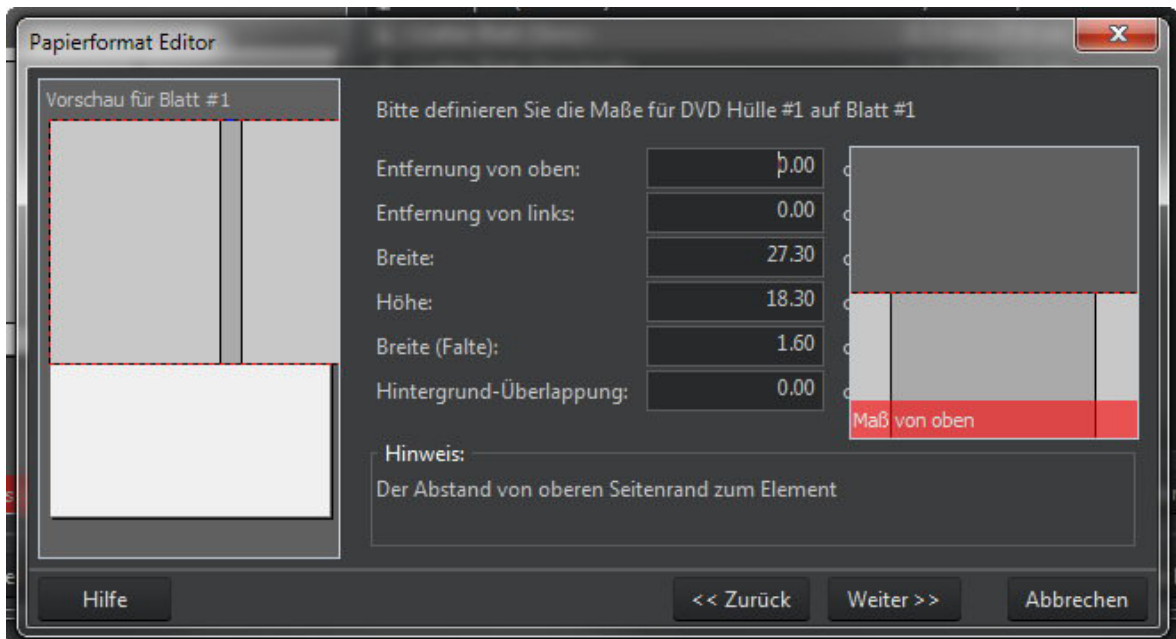 Papierformat Editor
Vorschau für Blatt #1
Bitte definieren Sie die Maße für DVD Hülle #1 auf Blatt #1
Entfernung von oben: 0.00
Entfernung von links: 0.00
Breite: 27.30
Höhe: 18.30
Breite (Falte): 1.60
Hintergrund-Überlappung: 0.00
Maß von oben
Hinweis:
Der Abstand von oberen Seitenrand zum Element
Hilfe
<< Zurück
Weiter >>
Abbrechen